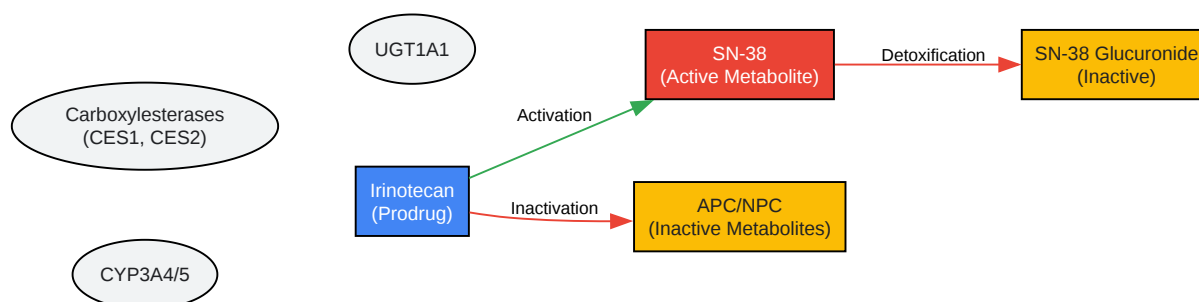 UGT1A1
SN-38
(Active Metabolite)
Detoxification
SN-38 Glucuronide
(Inactive)
Carboxylesterases
(CES1, CES2)
Activation
Irinotecan
(Prodrug)
Inactivation
APC/NPC
(Inactive Metabolites)
CYP3A4/5